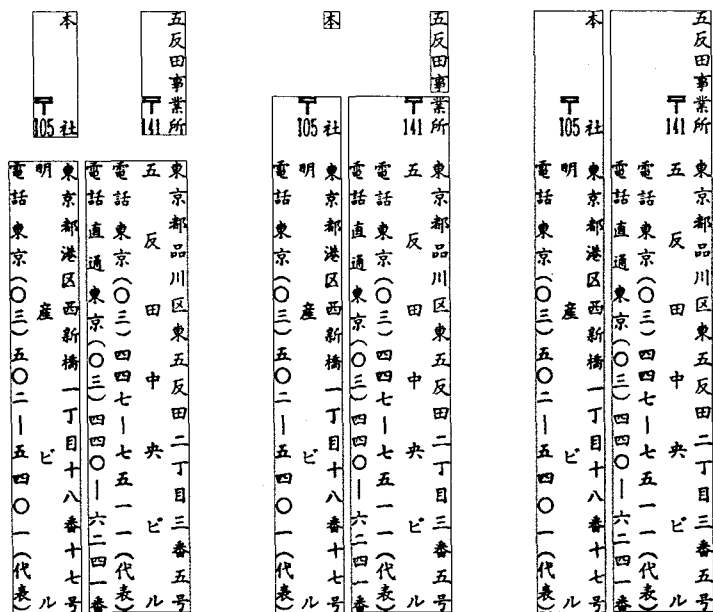 五反田事業所 東京都品川区東五反田二丁目三番五号
〒141 五反田中央ビル
電話 東京(〇三)四四七―七五一一(代表)
電話 直通東京(〇三)四四〇―六二四一番
本社 東京都港区西新橋一丁目十八番十七号
〒105 明産ビル
電話 東京(〇三)五〇二―五四〇一(代表)
五反田事業所 東京都品川区東五反田二丁目三番五号
〒141 五反田中央ビル
電話 東京(〇三)四四七―七五一一(代表)
電話 直通東京(〇三)四四〇―六二四一番
本社 東京都港区西新橋一丁目十八番十七号
〒105 明産ビル
電話 東京(〇三)五〇二―五四〇一(代表)
五反田事業所 東京都品川区東五反田二丁目三番五号
〒141 五反田中央ビル
電話 東京(〇三)四四七―七五一一(代表)
電話 直通東京(〇三)四四〇―六二四一番
本社 東京都港区西新橋一丁目十八番十七号
〒105 明産ビル
電話 東京(〇三)五〇二―五四〇一(代表)